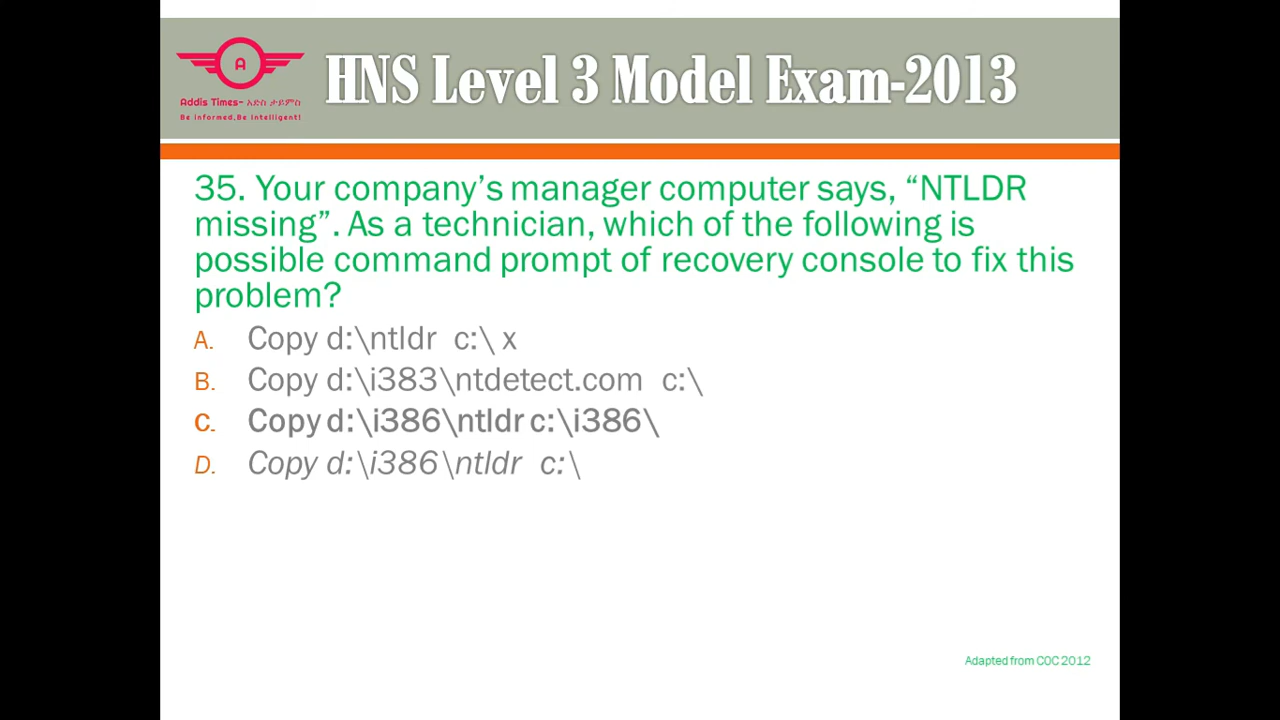 A
Addis Times- አድስ ታይምስ
Be informed,Be Intelligent!
HNS Level 3 Model Exam-2013
35. Your company’s manager computer says, “NTLDR
missing”. As a technician, which of the following is
possible command prompt of recovery console to fix this
problem?
A. Copy d:\ntldr c:\ x
B. Copy d:\i383\ntdetect.com c:\
C. Copy d:\i386\ntldr c:\i386\
D. Copy d:\i386\ntldr c:\
Adapted from COC 2012